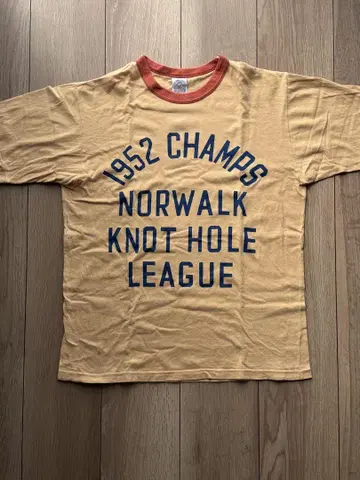 1952 CHAMPS
NORWALK
KNOT HOLE
LEAGUE